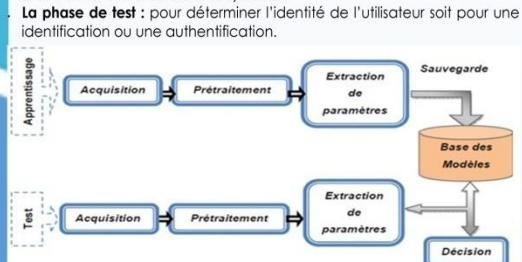 . La phase de test : pour déterminer l'identité de l'utilisateur soit pour une
identification ou une authentification.
Apprentissage
Acquisition
Prétraitement
Extraction
de
paramètres
Sauvegarde
Base des
Modèles
Test
Acquisition
Prétraitement
Extraction
de
paramètres
Décision